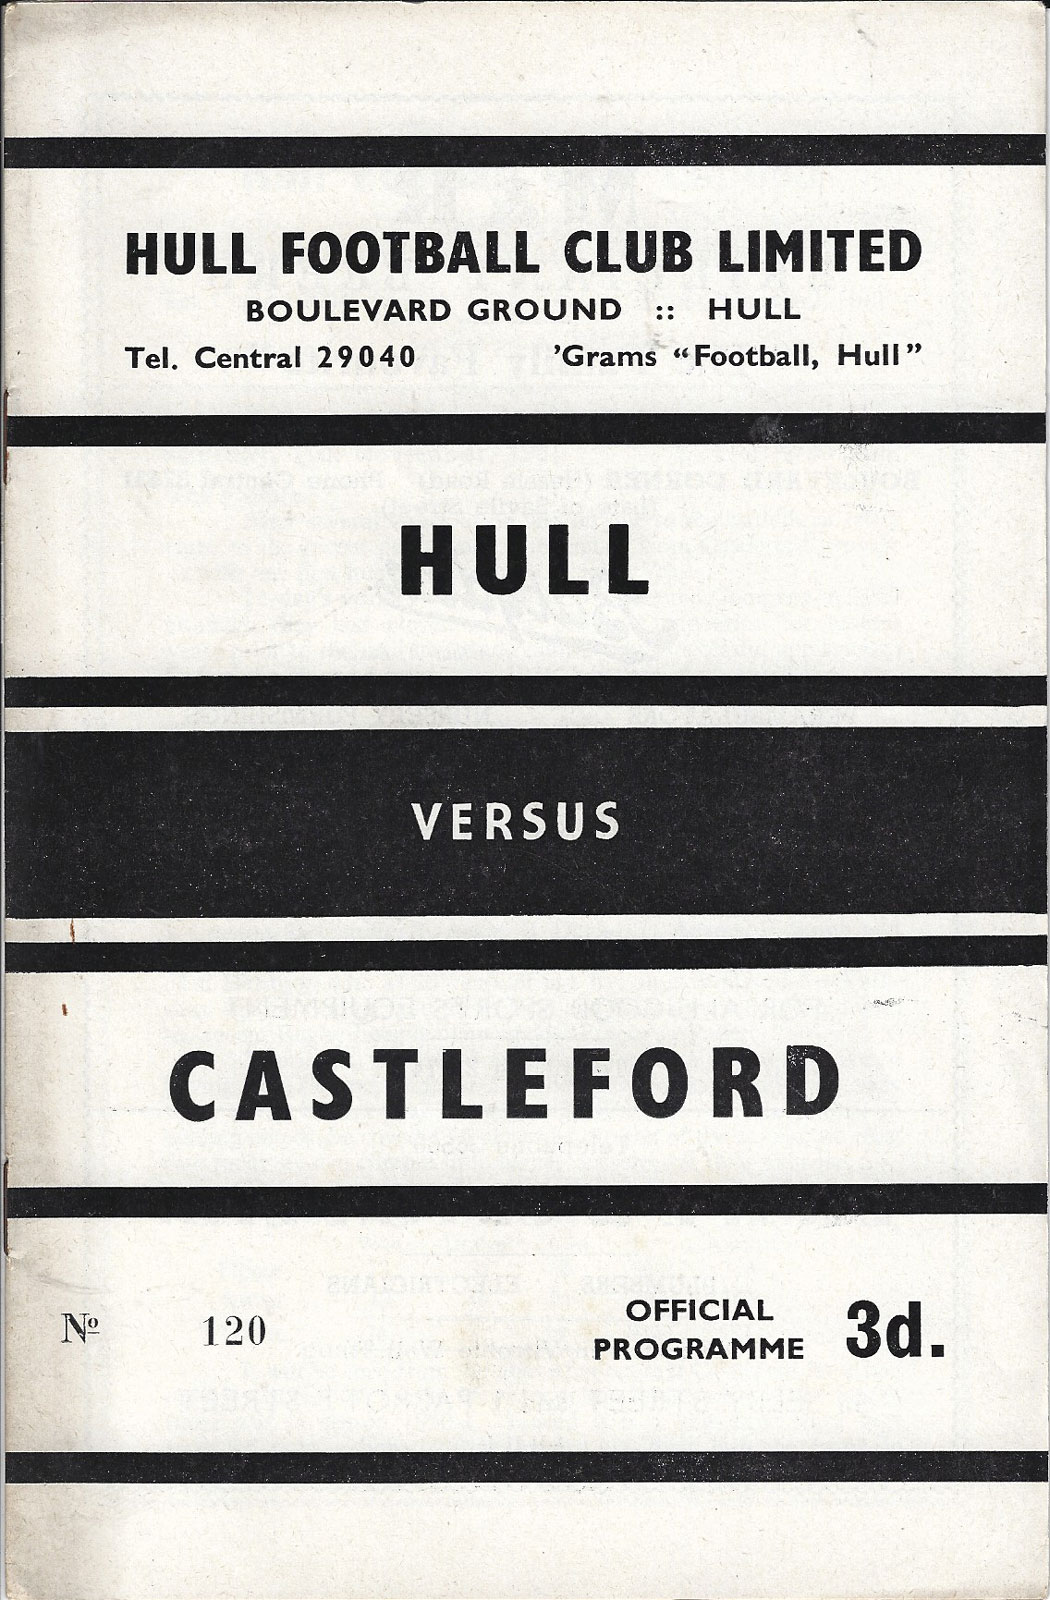 HULL FOOTBALL CLUB LIMITED
BOULEVARD GROUND :: HULL
Tel. Central 29040 'Grams “Football, Hull”
HULL
VERSUS
CASTLEFORD
Nº 120
OFFICIAL
PROGRAMME 3d.